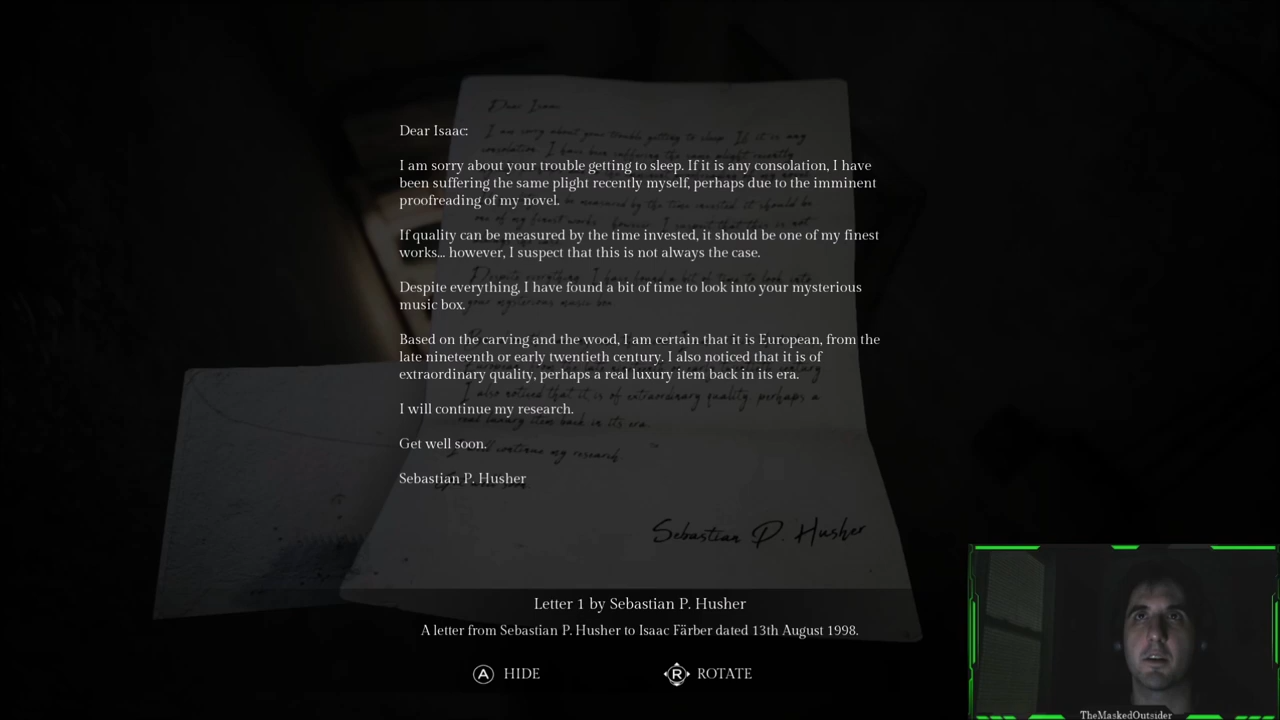 Dear Isaac:
I am sorry about your trouble getting to sleep. If it is any consolation, I have
been suffering the same plight recently myself, perhaps due to the imminent
proofreading of my novel.
If quality can be measured by the time invested, it should be one of my finest
works... however, I suspect that this is not always the case.
Despite everything, I have found a bit of time to look into your mysterious
music box.
Based on the carving and the wood, I am certain that it is European, from the
late nineteenth or early twentieth century. I also noticed that it is of
extraordinary quality, perhaps a real luxury item back in its era.
I will continue my research.
Get well soon.
Sebastian P. Husher
Sebastian P. Husher
Letter 1 by Sebastian P. Husher
A letter from Sebastian P. Husher to Isaac Färber dated 13th August 1998.
A HIDE
R ROTATE
TheMaskedOutsider